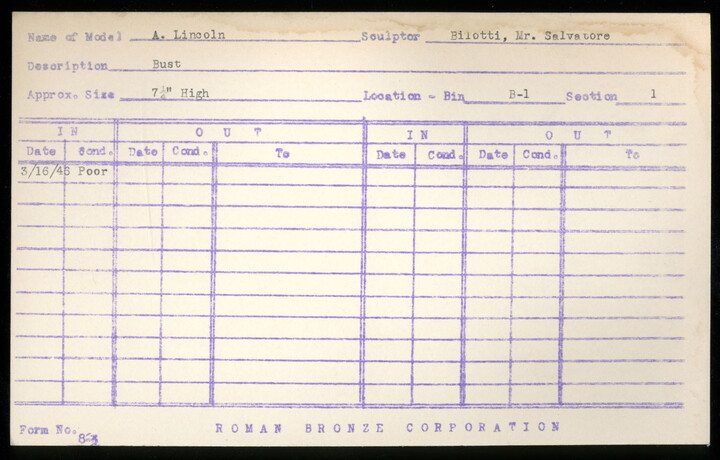 Name of Model A. Lincoln Sculptor Bilotti, Mr. Salvatore
Description Bust
Approx. Size 7½" High Location - Bin B-1 Section 1
IN OUT IN OUT
Date Cond. Date Cond. To Date Cond. Date Cond. To
3/16/48 Poor
Form No. 823 ROMAN BRONZE CORPORATION